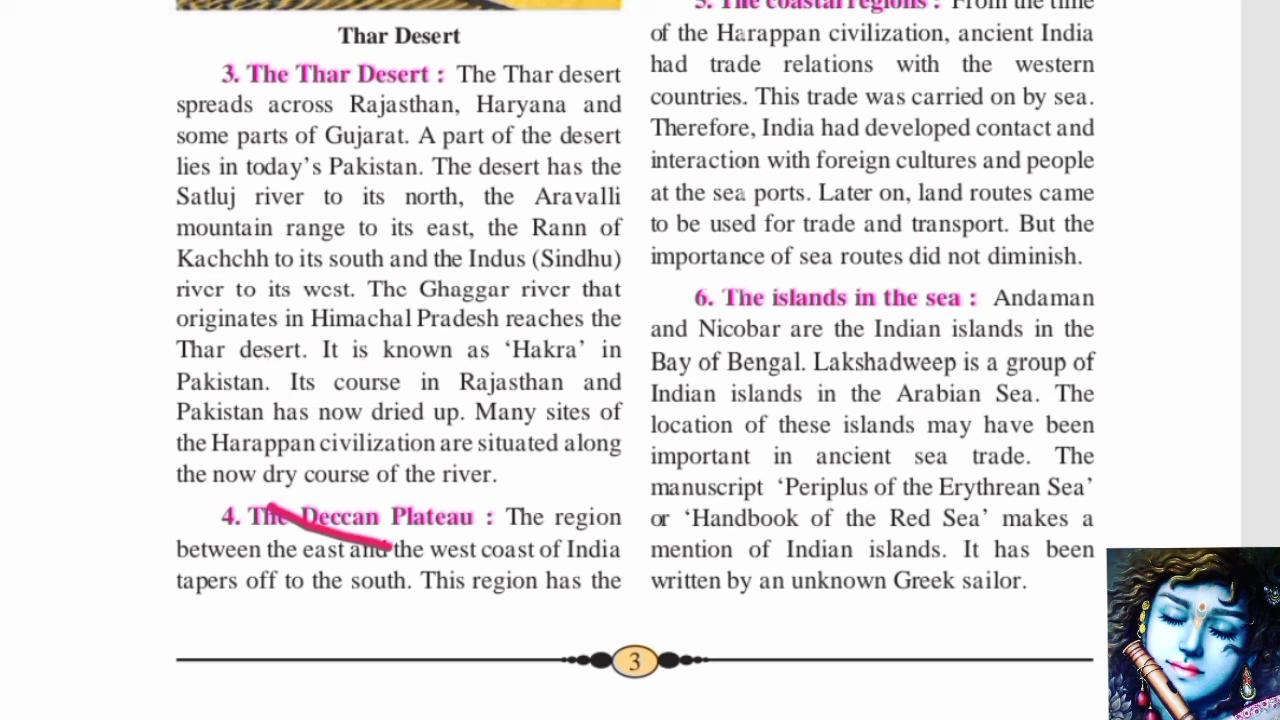 Thar Desert
3. The Thar Desert : The Thar desert
spreads across Rajasthan, Haryana and
some parts of Gujarat. A part of the desert
lies in today's Pakistan. The desert has the
Satluj river to its north, the Aravalli
mountain range to its east, the Rann of
Kachchh to its south and the Indus (Sindhu)
river to its west. The Ghaggar river that
originates in Himachal Pradesh reaches the
Thar desert. It is known as ‘Hakra’ in
Pakistan. Its course in Rajasthan and
Pakistan has now dried up. Many sites of
the Harappan civilization are situated along
the now dry course of the river.
4. The Deccan Plateau : The region
between the east and the west coast of India
tapers off to the south. This region has the
5. The coastal regions : From the time
of the Harappan civilization, ancient India
had trade relations with the western
countries. This trade was carried on by sea.
Therefore, India had developed contact and
interaction with foreign cultures and people
at the sea ports. Later on, land routes came
to be used for trade and transport. But the
importance of sea routes did not diminish.
6. The islands in the sea : Andaman
and Nicobar are the Indian islands in the
Bay of Bengal. Lakshadweep is a group of
Indian islands in the Arabian Sea. The
location of these islands may have been
important in ancient sea trade. The
manuscript ‘Periplus of the Erythrean Sea’
or ‘Handbook of the Red Sea’ makes a
mention of Indian islands. It has been
written by an unknown Greek sailor.
3